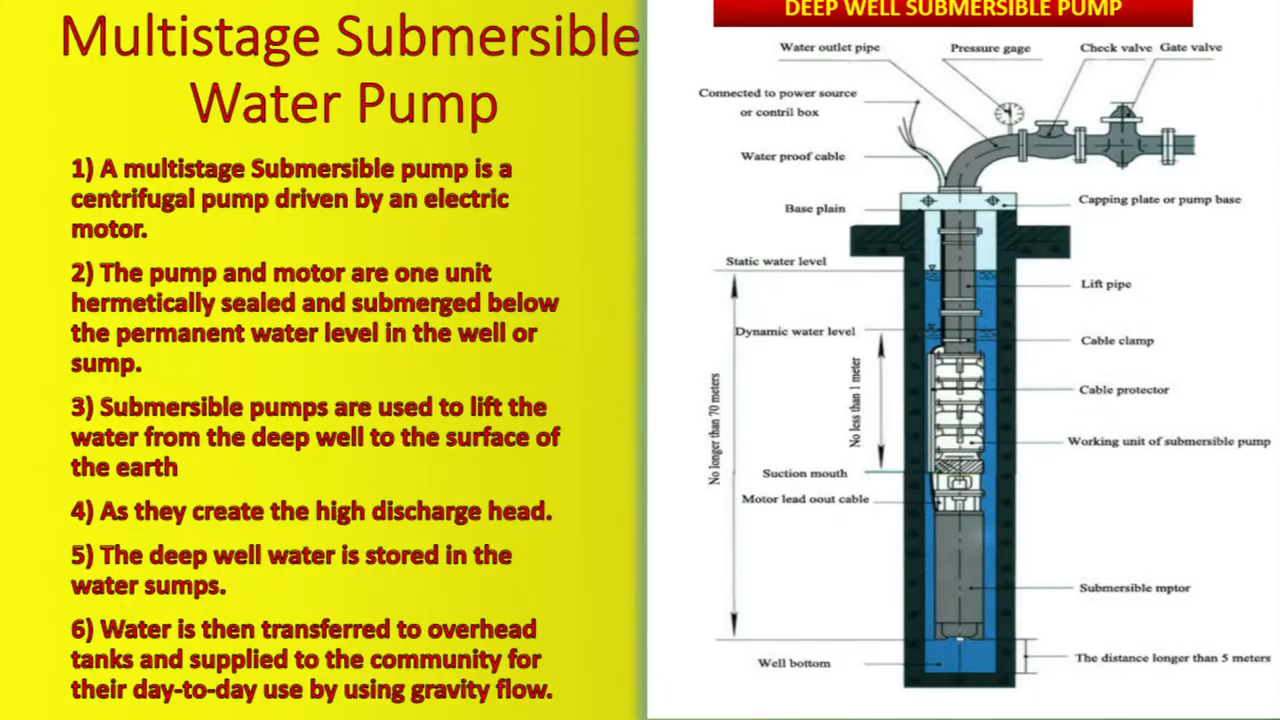 Multistage Submersible
Water Pump
1) A multistage Submersible pump is a
centrifugal pump driven by an electric
motor.
2) The pump and motor are one unit
hermetically sealed and submerged below
the permanent water level in the well or
sump.
3) Submersible pumps are used to lift the
water from the deep well to the surface of
the earth
4) As they create the high discharge head.
5) The deep well water is stored in the
water sumps.
6) Water is then transferred to overhead
tanks and supplied to the community for
their day-to-day use by using gravity flow.
DEEP WELL SUBMERSIBLE PUMP
Water outlet pipe
Pressure gage
Check valve
Gate valve
Connected to power source
or contril box
Water proof cable
Base plain
Capping plate or pump base
Static water level
Lift pipe
Dynamic water level
Cable clamp
No longer than 70 meters
No less than 1 meter
Cable protector
Working unit of submersible pump
Suction mouth
Motor lead oout cable
Submersible mptor
Well bottom
The distance longer than 5 meters